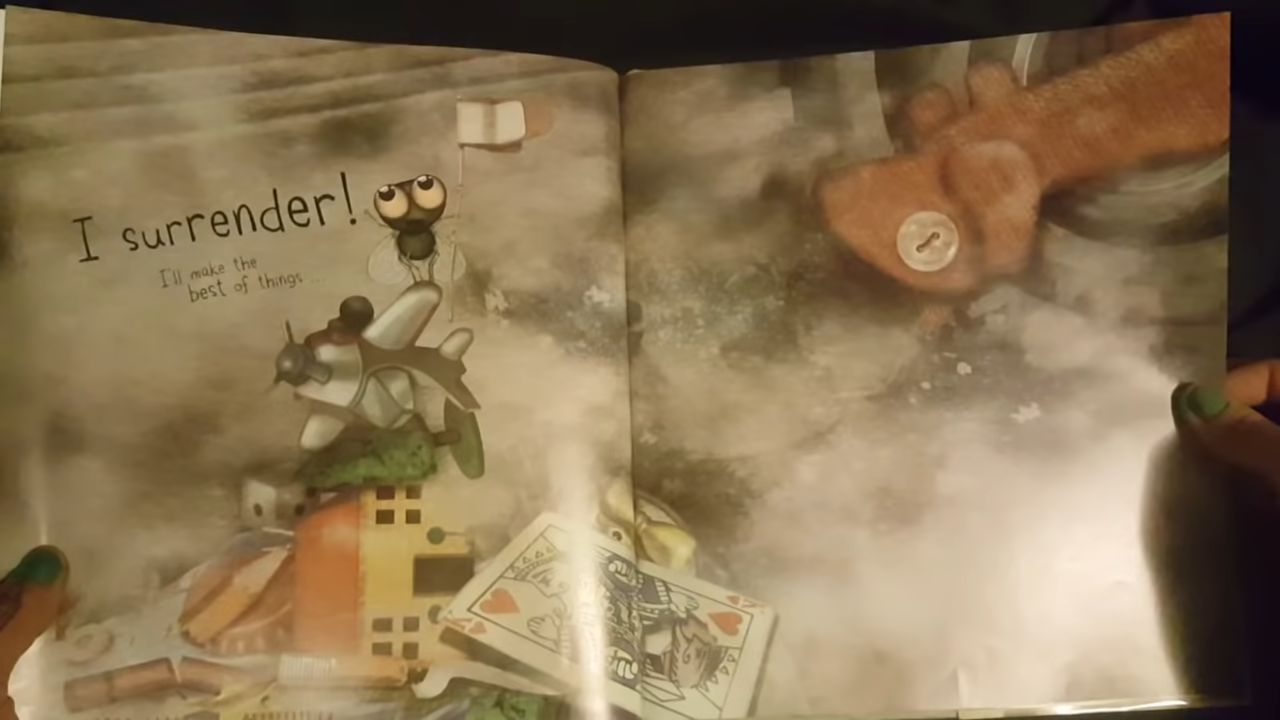 I surrender!
I'll make the
best of things ...
K
K